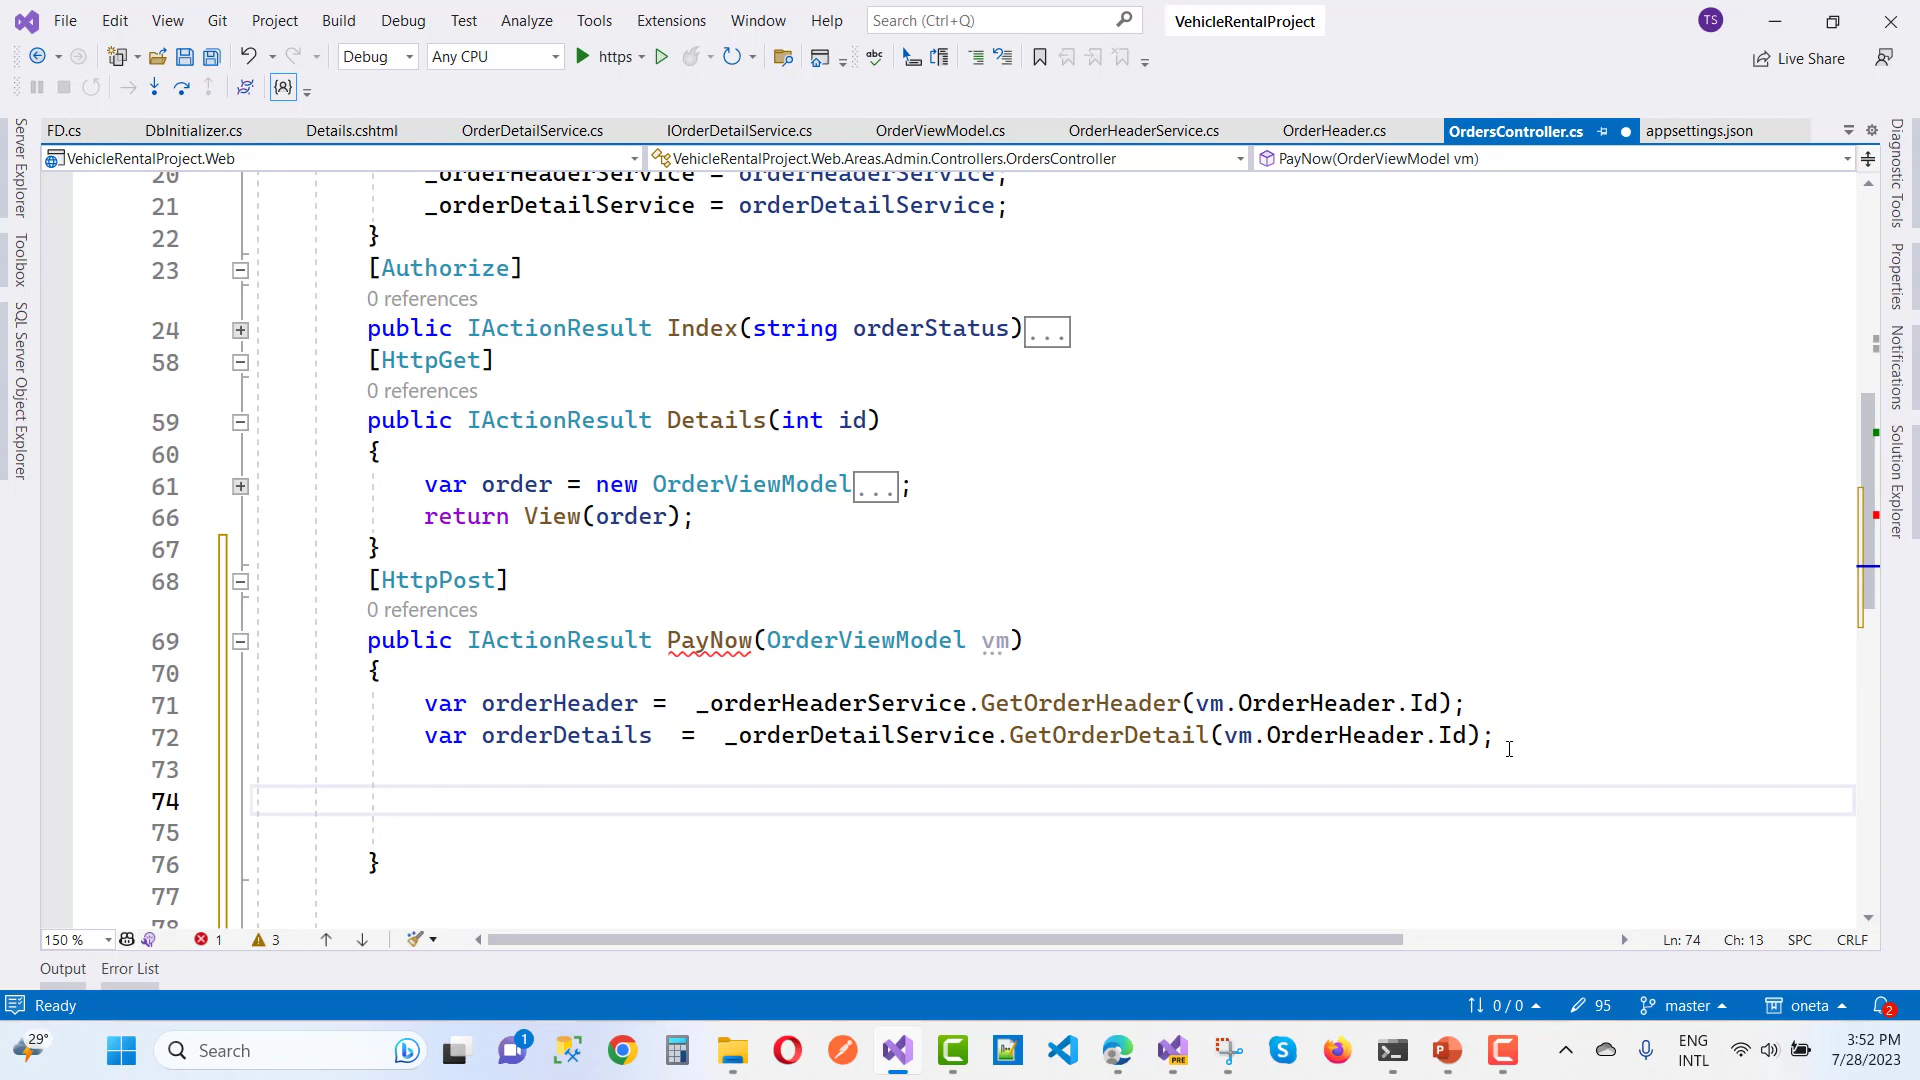 File Edit View Git Project Build Debug Test Analyze Tools Extensions Window Help Search (Ctrl+Q) VehicleRentalProject TS
Debug Any CPU https Live Share
FD.cs DbInitializer.cs Details.cshtml OrderDetailService.cs IOrderDetailService.cs OrderViewModel.cs OrderHeaderService.cs OrderHeader.cs OrdersController.cs appsettings.json
VehicleRentalProject.Web VehicleRentalProject.Web.Areas.Admin.Controllers.OrdersController PayNow(OrderViewModel vm)
Server Explorer
Toolbox
SQL Server Object Explorer
20 _orderHeaderService = orderHeaderService;
21 _orderDetailService = orderDetailService;
22 }
23 [Authorize]
0 references
24 public IActionResult Index(string orderStatus)...
58 [HttpGet]
0 references
59 public IActionResult Details(int id)
60 {
61 var order = new OrderViewModel...;
66 return View(order);
67 }
68 [HttpPost]
0 references
69 public IActionResult PayNow(OrderViewModel vm)
70 {
71 var orderHeader = _orderHeaderService.GetOrderHeader(vm.OrderHeader.Id);
72 var orderDetails = _orderDetailService.GetOrderDetail(vm.OrderHeader.Id);
73
74
75
76 }
77
78
Diagnostic Tools
Properties
Notifications
Solution Explorer
150 % 1 3 Ln: 74 Ch: 13 SPC CRLF
Output Error List
Ready 0 / 0 95 master oneta 2
29° Search 1 PRE ENG INTL 3:52 PM
7/28/2023